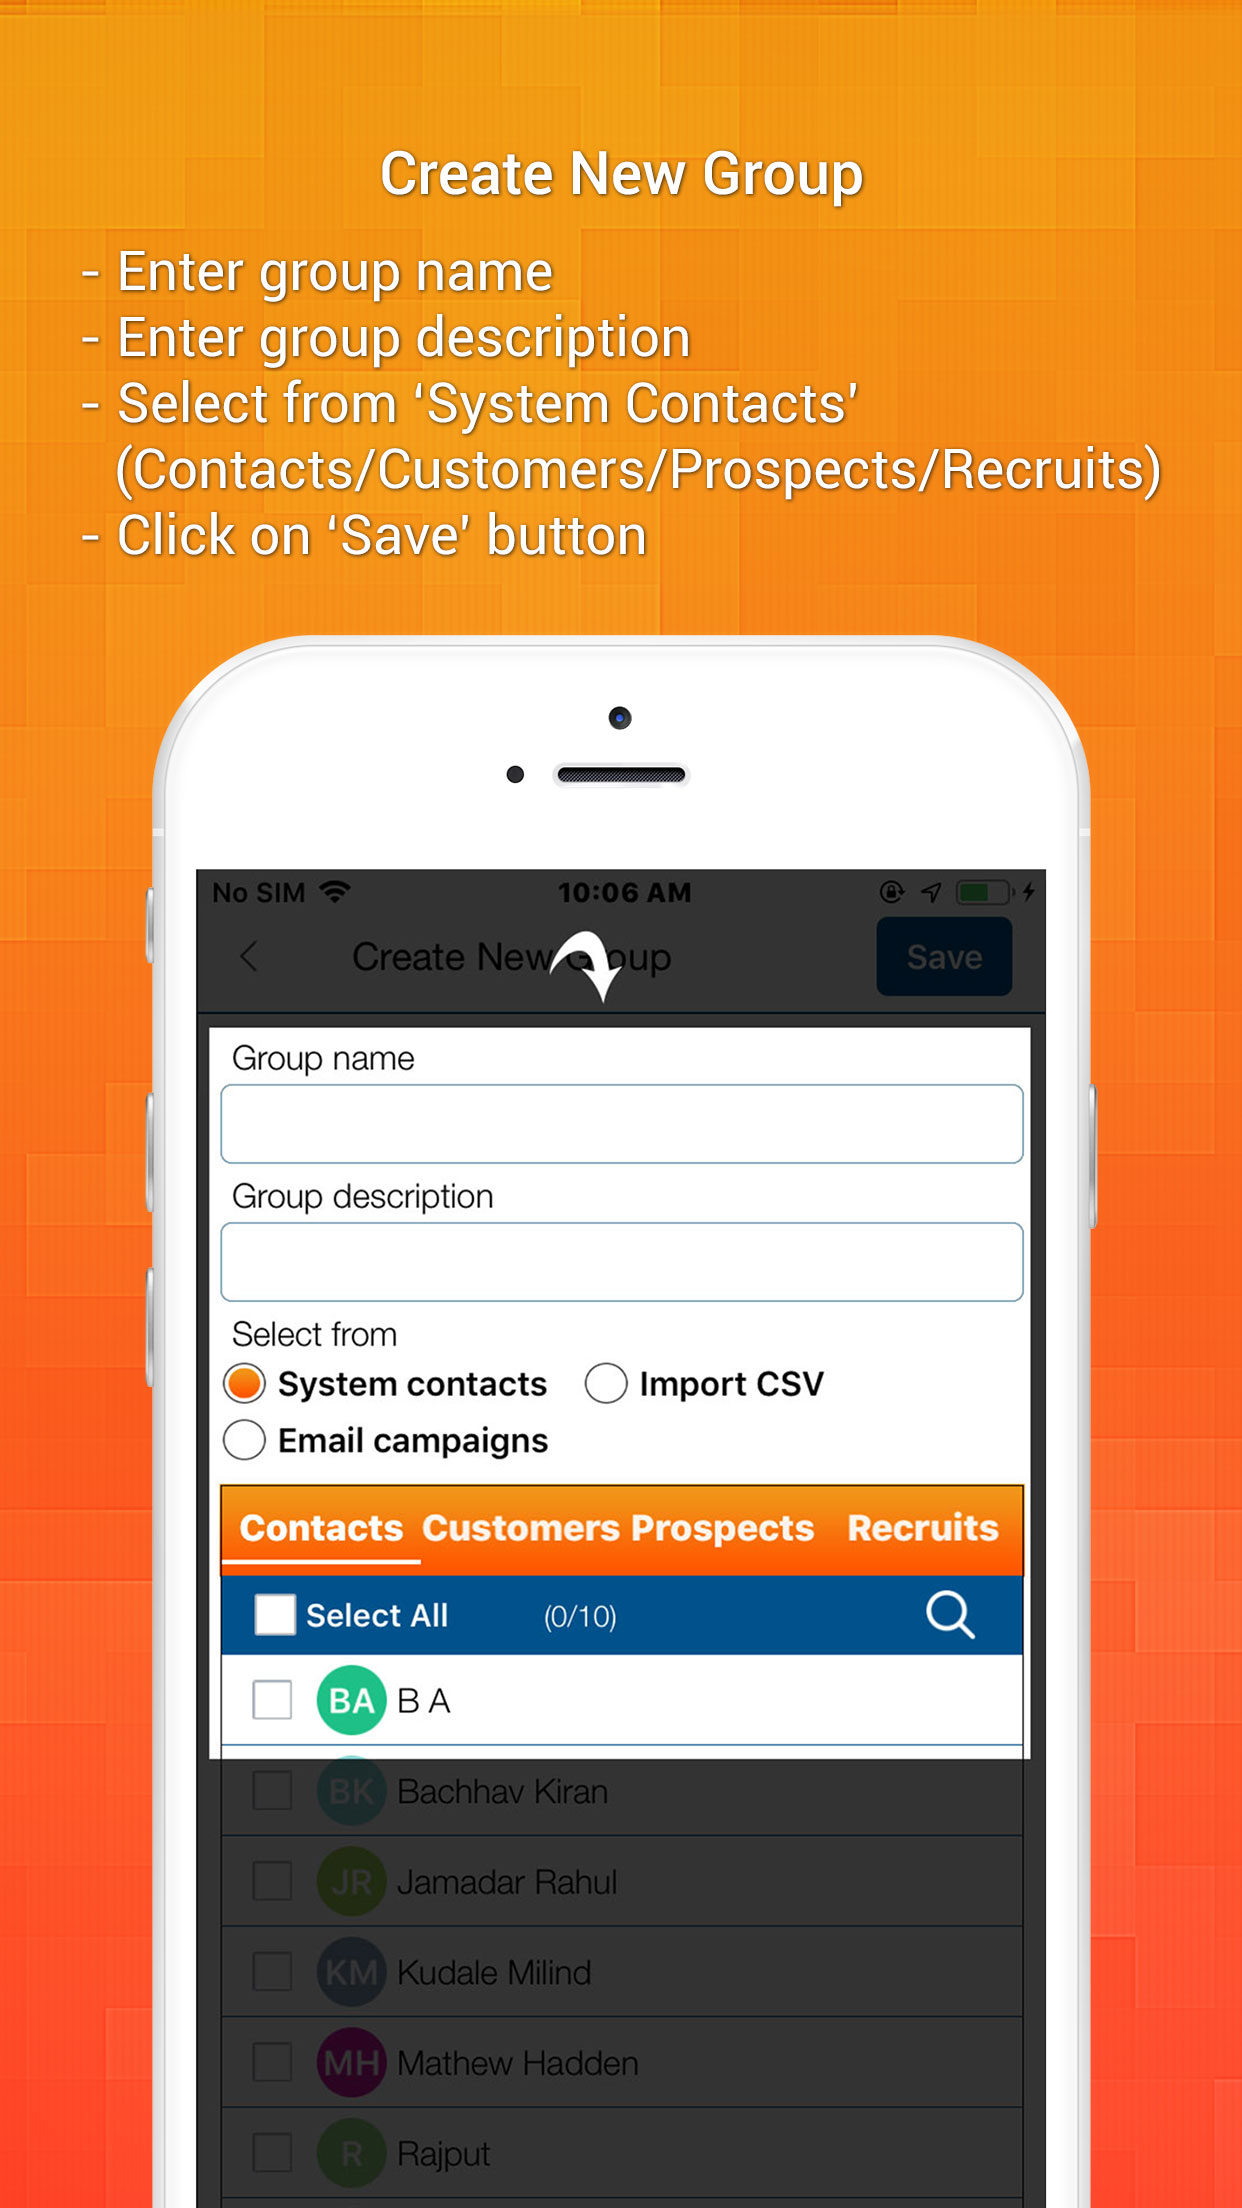 Create New Group
- Enter group name
- Enter group description
- Select from ‘System Contacts’
(Contacts/Customers/Prospects/Recruits)
- Click on ‘Save’ button
No SIM 10:06 AM
Create New Group Save
Group name
Group description
Select from
System contacts Import CSV
Email campaigns
Contacts Customers Prospects Recruits
Select All (0/10)
BA B A
BK Bachhav Kiran
JR Jamadar Rahul
KM Kudale Milind
MH Mathew Hadden
R Rajput